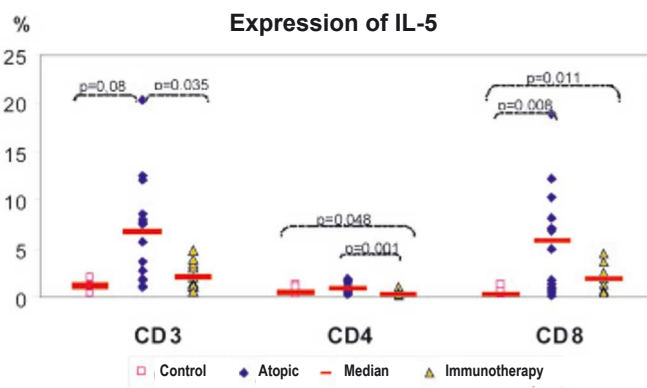 % Expression of IL-5
25
p=0.08 p=0.035 p=0.011
20 p=0.008
15
10
p=0.048
5 p=0.001
0
CD3 CD4 CD8
Control Atopic Median Immunotherapy